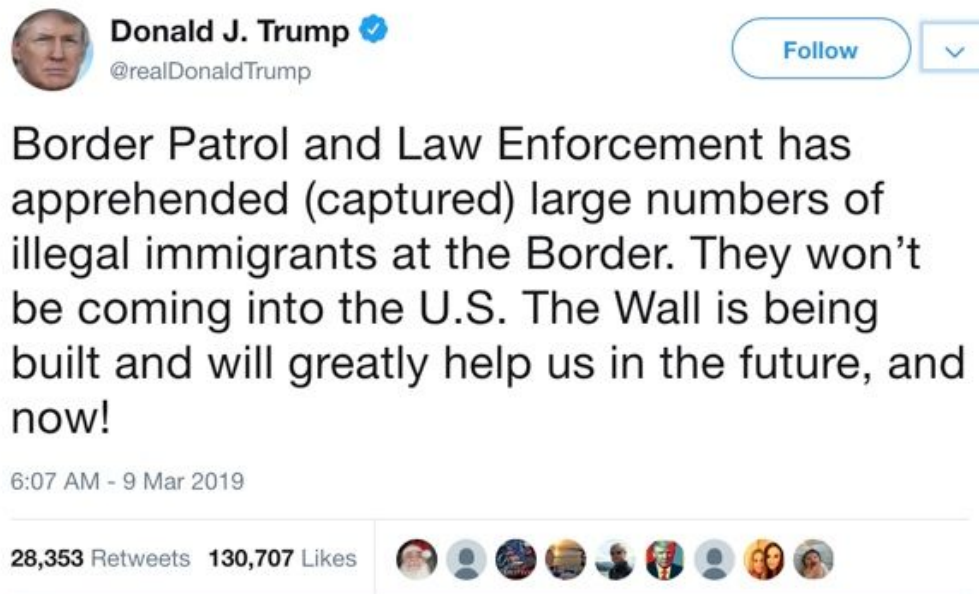 Donald J. Trump
@realDonaldTrump
Follow
Border Patrol and Law Enforcement has
apprehended (captured) large numbers of
illegal immigrants at the Border. They won’t
be coming into the U.S. The Wall is being
built and will greatly help us in the future, and
now!
6:07 AM - 9 Mar 2019
28,353 Retweets 130,707 Likes